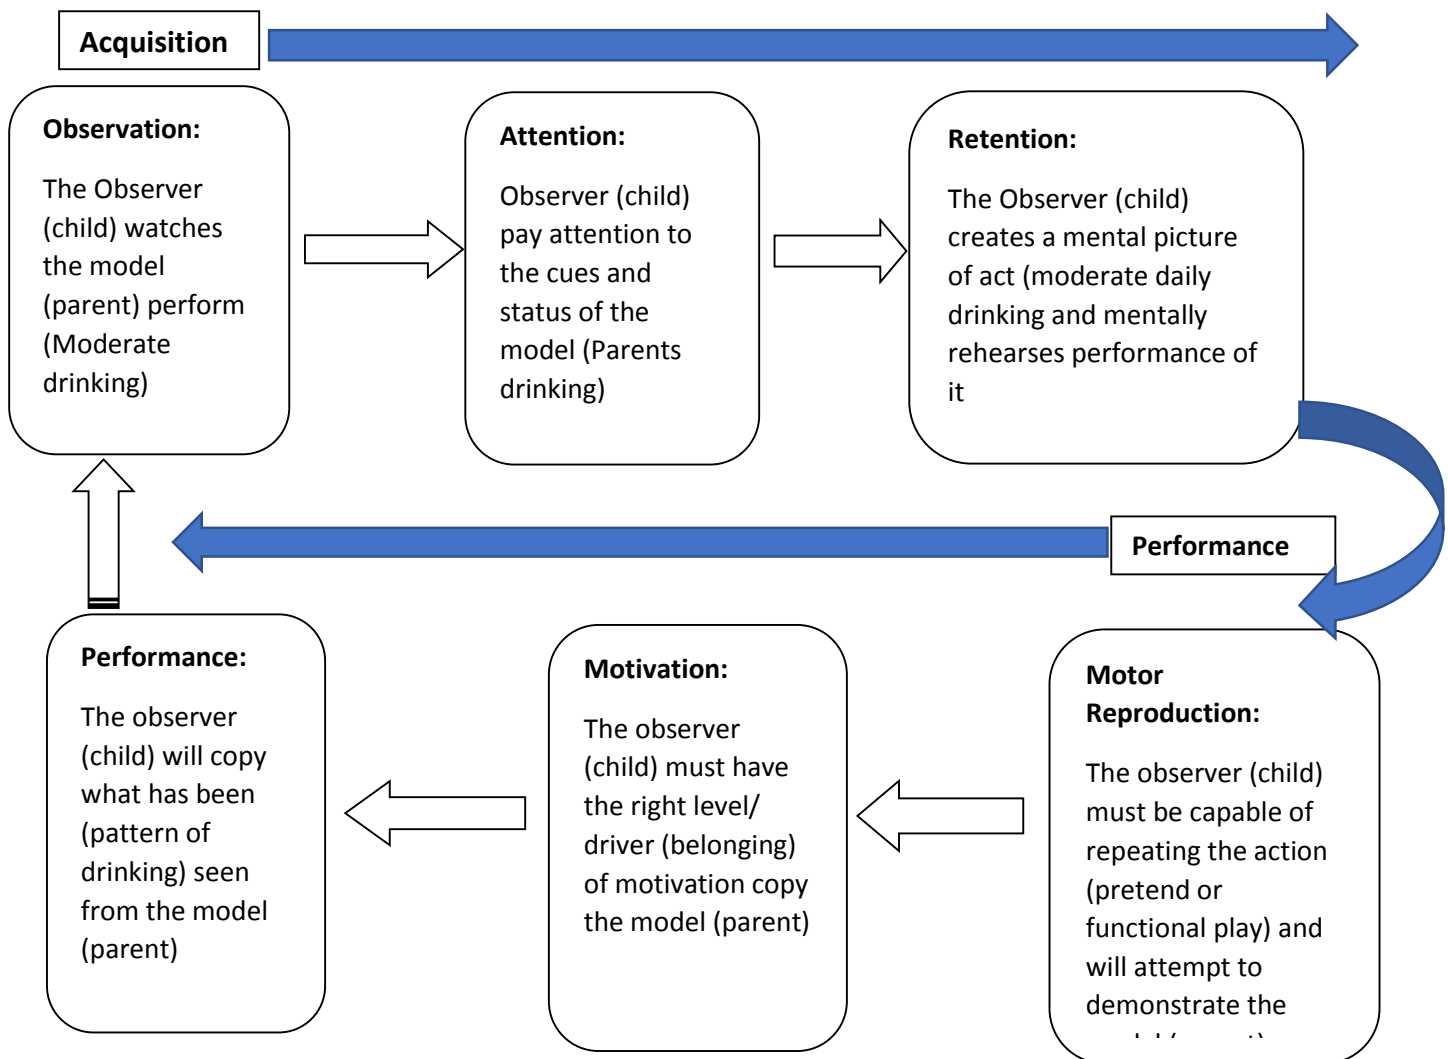 Acquisition
Observation:
The Observer
(child) watches
the model
(parent) perform
(Moderate
drinking)
Attention:
Observer (child)
pay attention to
the cues and
status of the
model (Parents
drinking)
Retention:
The Observer (child)
creates a mental picture
of act (moderate daily
drinking and mentally
rehearses performance of
it
Performance
Motor
Reproduction:
The observer (child)
must be capable of
repeating the action
(pretend or
functional play) and
will attempt to
demonstrate the
Motivation:
The observer
(child) must have
the right level/
driver (belonging)
of motivation copy
the model (parent)
Performance:
The observer
(child) will copy
what has been
(pattern of
drinking) seen
from the model
(parent)